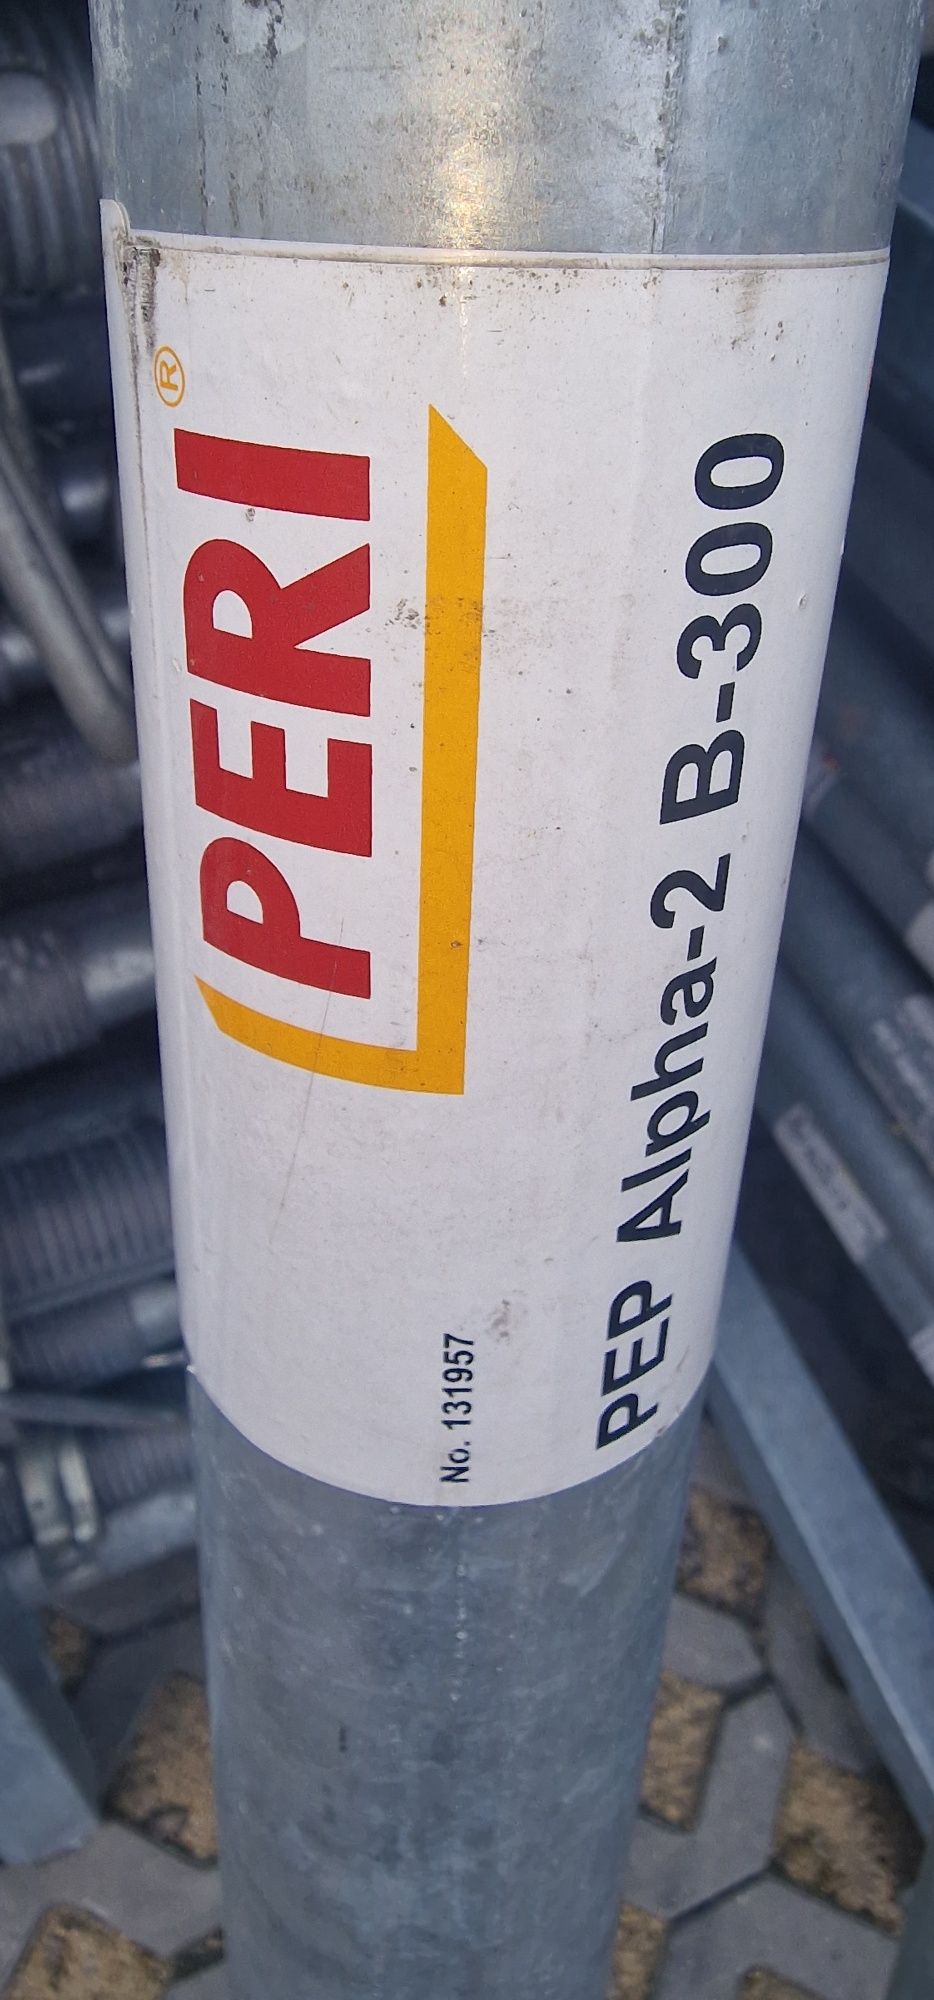 PERI®
PEP Alpha-2 B-300
No. 131957